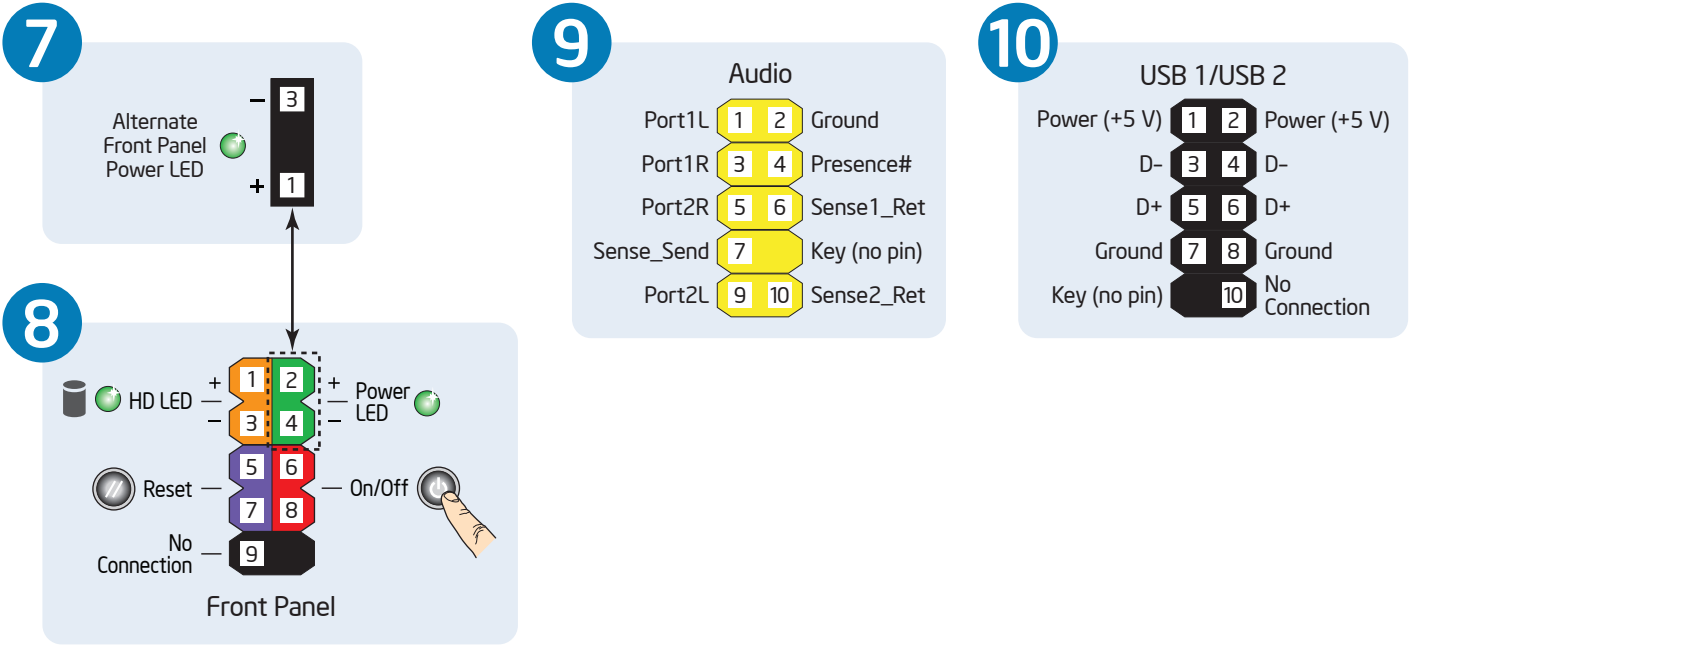 7
Alternate
Front Panel
Power LED
– 3
+ 1
8
HD LED
+ 1 2 +
– 3 4 –
Power
LED
Reset
5 6
7 8
On/Off
No
Connection
9
Front Panel
9
Audio
Port1L 1 2 Ground
Port1R 3 4 Presence#
Port2R 5 6 Sense1_Ret
Sense_Send 7 Key (no pin)
Port2L 9 10 Sense2_Ret
10
USB 1/USB 2
Power (+5 V) 1 2 Power (+5 V)
D– 3 4 D–
D+ 5 6 D+
Ground 7 8 Ground
Key (no pin) 10 No
Connection